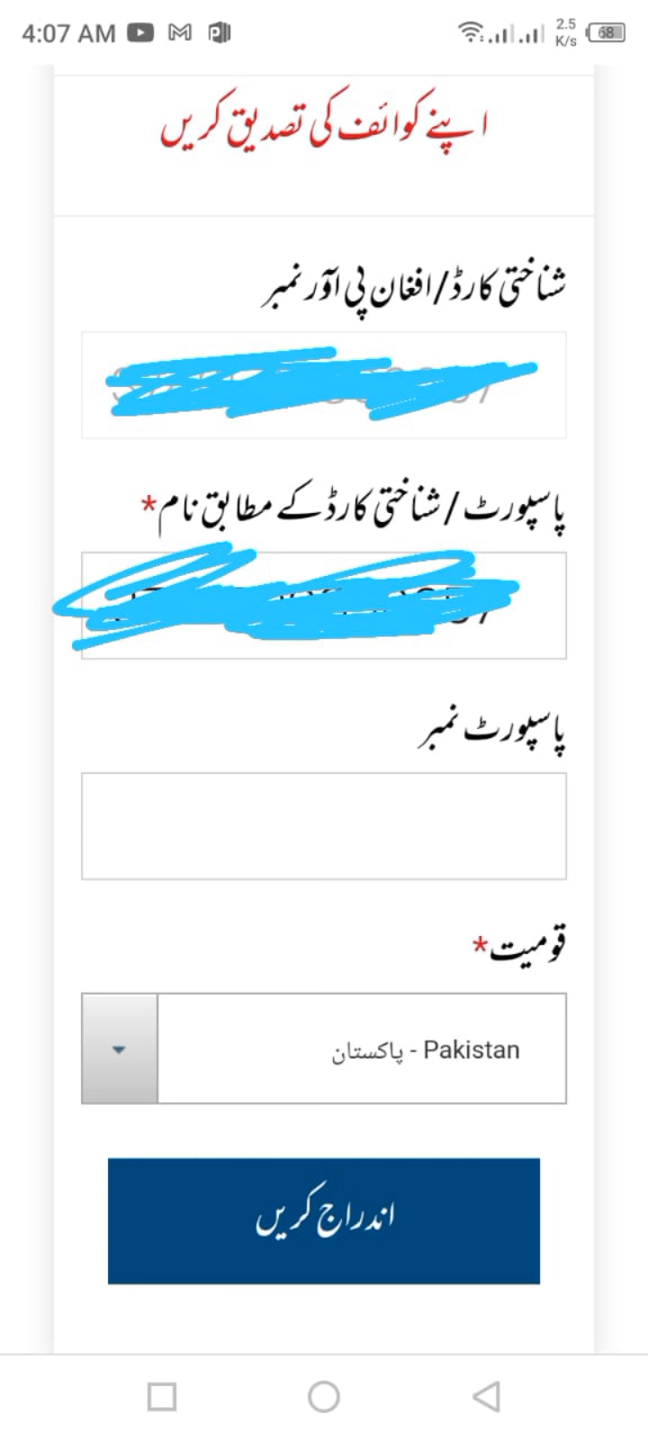 4:07 AM
2.5 K/s
68
اپنے کوائف کی تصدیق کریں
شناختی کارڈ/افغان پی اوٓر نمبر
پاسپورٹ / شناختی کارڈ کے مطابق نام*
پاسپورٹ نمبر
قومیت*
Pakistan - پاکستان
اندراج کریں